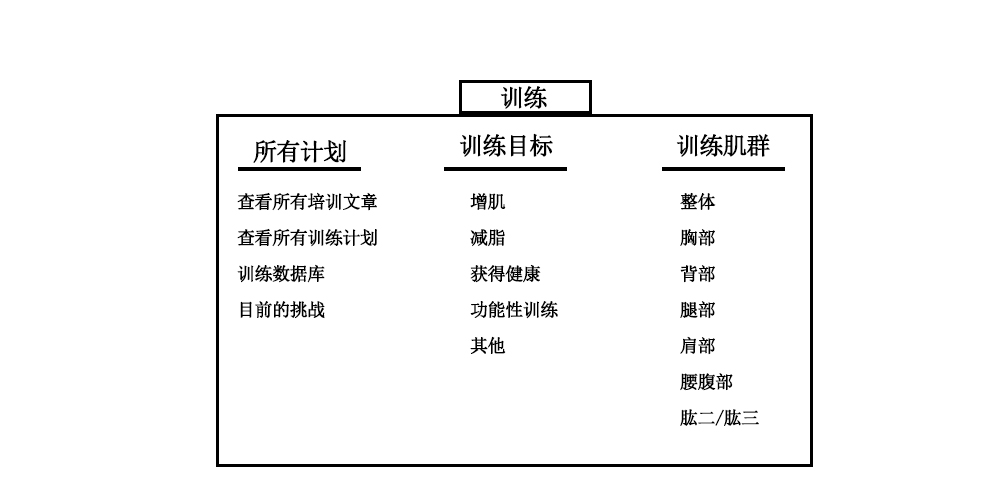 训练
所有计划
查看所有培训文章
查看所有训练计划
训练数据库
目前的挑战
训练目标
增肌
减脂
获得健康
功能性训练
其他
训练肌群
整体
胸部
背部
腿部
肩部
腰腹部
肱二/肱三